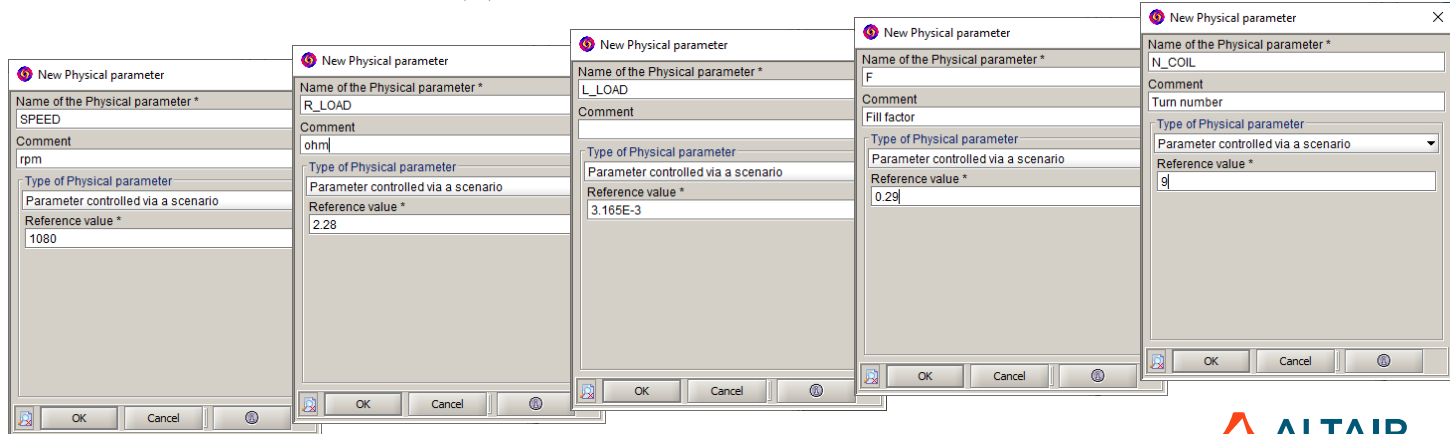 New Physical parameter
Name of the Physical parameter *
SPEED
Comment
rpm
Type of Physical parameter
Parameter controlled via a scenario
Reference value *
1080
OK
Cancel
New Physical parameter
Name of the Physical parameter *
R_LOAD
Comment
ohm
Type of Physical parameter
Parameter controlled via a scenario
Reference value *
2.28
OK
Cancel
New Physical parameter
Name of the Physical parameter *
L_LOAD
Comment
Type of Physical parameter
Parameter controlled via a scenario
Reference value *
3.165E-3
OK
Cancel
New Physical parameter
Name of the Physical parameter *
F
Comment
Fill factor
Type of Physical parameter
Parameter controlled via a scenario
Reference value *
0.29
OK
Cancel
New Physical parameter
Name of the Physical parameter *
N_COIL
Comment
Turn number
Type of Physical parameter
Parameter controlled via a scenario
Reference value *
9
OK
Cancel
ALTAIR